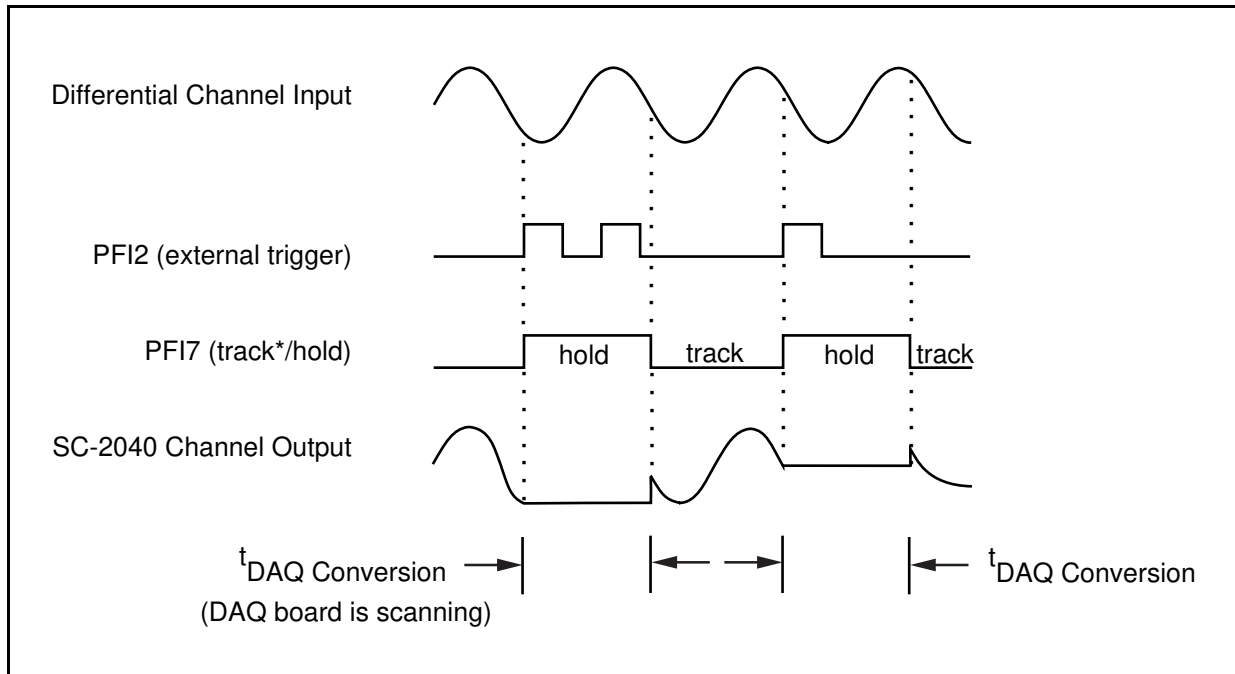 Differential Channel Input
PFI2 (external trigger)
PFI7 (track*/hold)
hold
track
hold
track
SC-2040 Channel Output
tDAQ Conversion
(DAQ board is scanning)
tDAQ Conversion